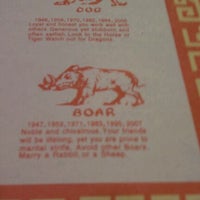 DOG
1946, 1958, 1970, 1982, 1994, 2006
Loyal and honest you work well with
others. Generous yet stubborn and
often selfish. Look to the Horse or
Tiger. Watch out for Dragons.
BOAR
1947, 1959, 1971, 1983, 1995, 2007
Noble and chivalrous. Your friends
will be lifelong, yet you are prone to
marital strife. Avoid other Boars.
Marry a Rabbit or a Sheep.